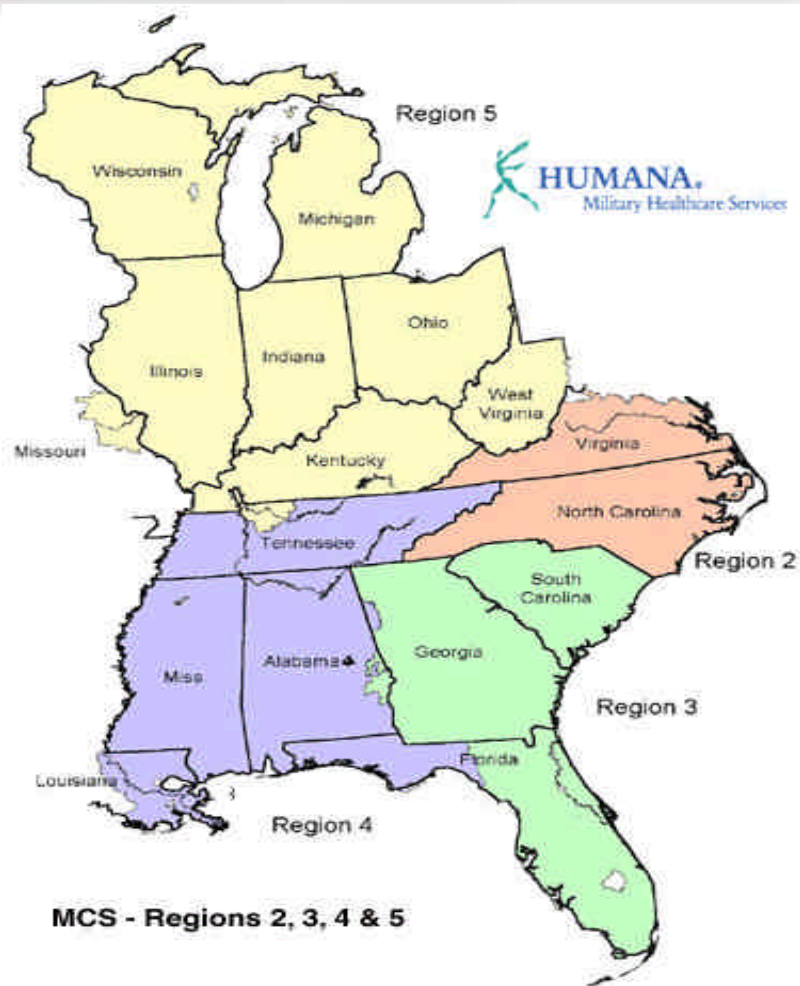 Region 5
HUMANA.
Military Healthcare Services
Wisconsin
Michigan
Ohio
Indiana
Illinois
West
Virginia
Missouri
Virginia
Kentucky
North Carolina
Tennessee
Region 2
South
Carolina
Georgia
Alabama
Miss
Region 3
Florida
Louisiana
Region 4
MCS - Regions 2, 3, 4 & 5